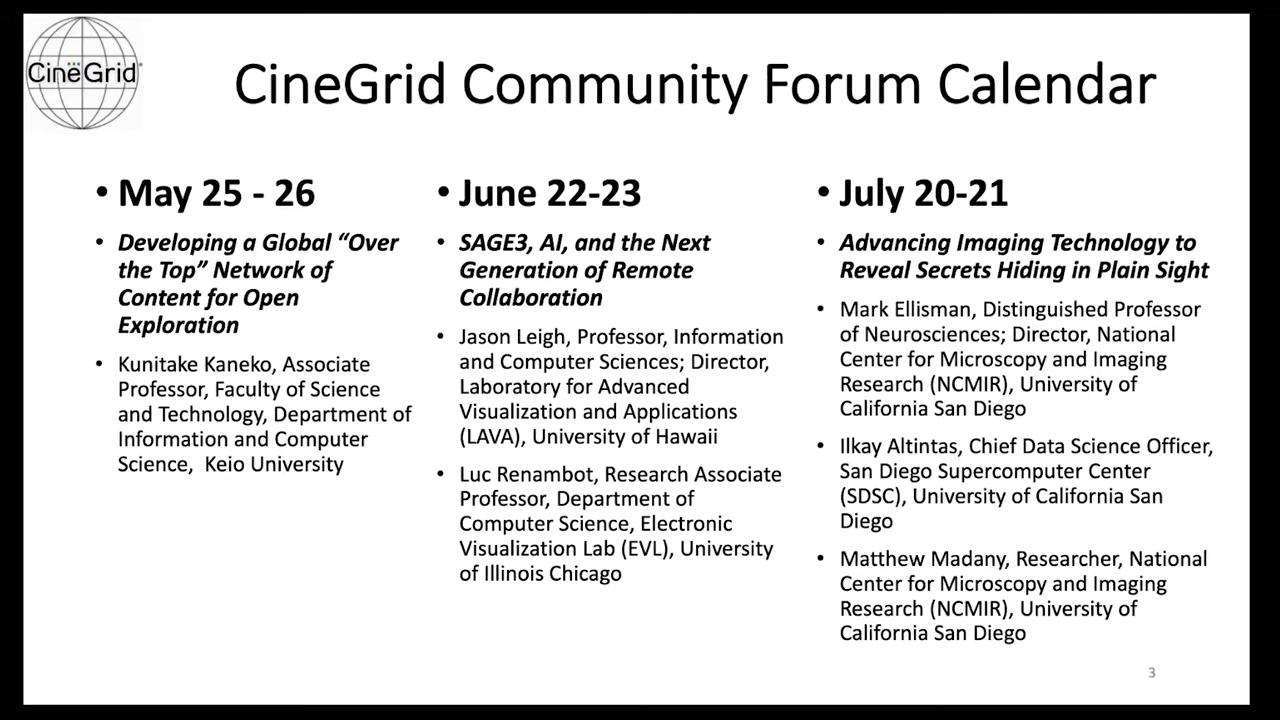 CineGrid
CineGrid Community Forum Calendar
• May 25 - 26
• Developing a Global “Over
the Top” Network of
Content for Open
Exploration
• Kunitake Kaneko, Associate
Professor, Faculty of Science
and Technology, Department of
Information and Computer
Science, Keio University
• June 22-23
• SAGE3, AI, and the Next
Generation of Remote
Collaboration
• Jason Leigh, Professor, Information
and Computer Sciences; Director,
Laboratory for Advanced
Visualization and Applications
(LAVA), University of Hawaii
• Luc Renambot, Research Associate
Professor, Department of
Computer Science, Electronic
Visualization Lab (EVL), University
of Illinois Chicago
• July 20-21
• Advancing Imaging Technology to
Reveal Secrets Hiding in Plain Sight
• Mark Ellisman, Distinguished Professor
of Neurosciences; Director, National
Center for Microscopy and Imaging
Research (NCMIR), University of
California San Diego
• Ilkay Altintas, Chief Data Science Officer,
San Diego Supercomputer Center
(SDSC), University of California San
Diego
• Matthew Madany, Researcher, National
Center for Microscopy and Imaging
Research (NCMIR), University of
California San Diego
3